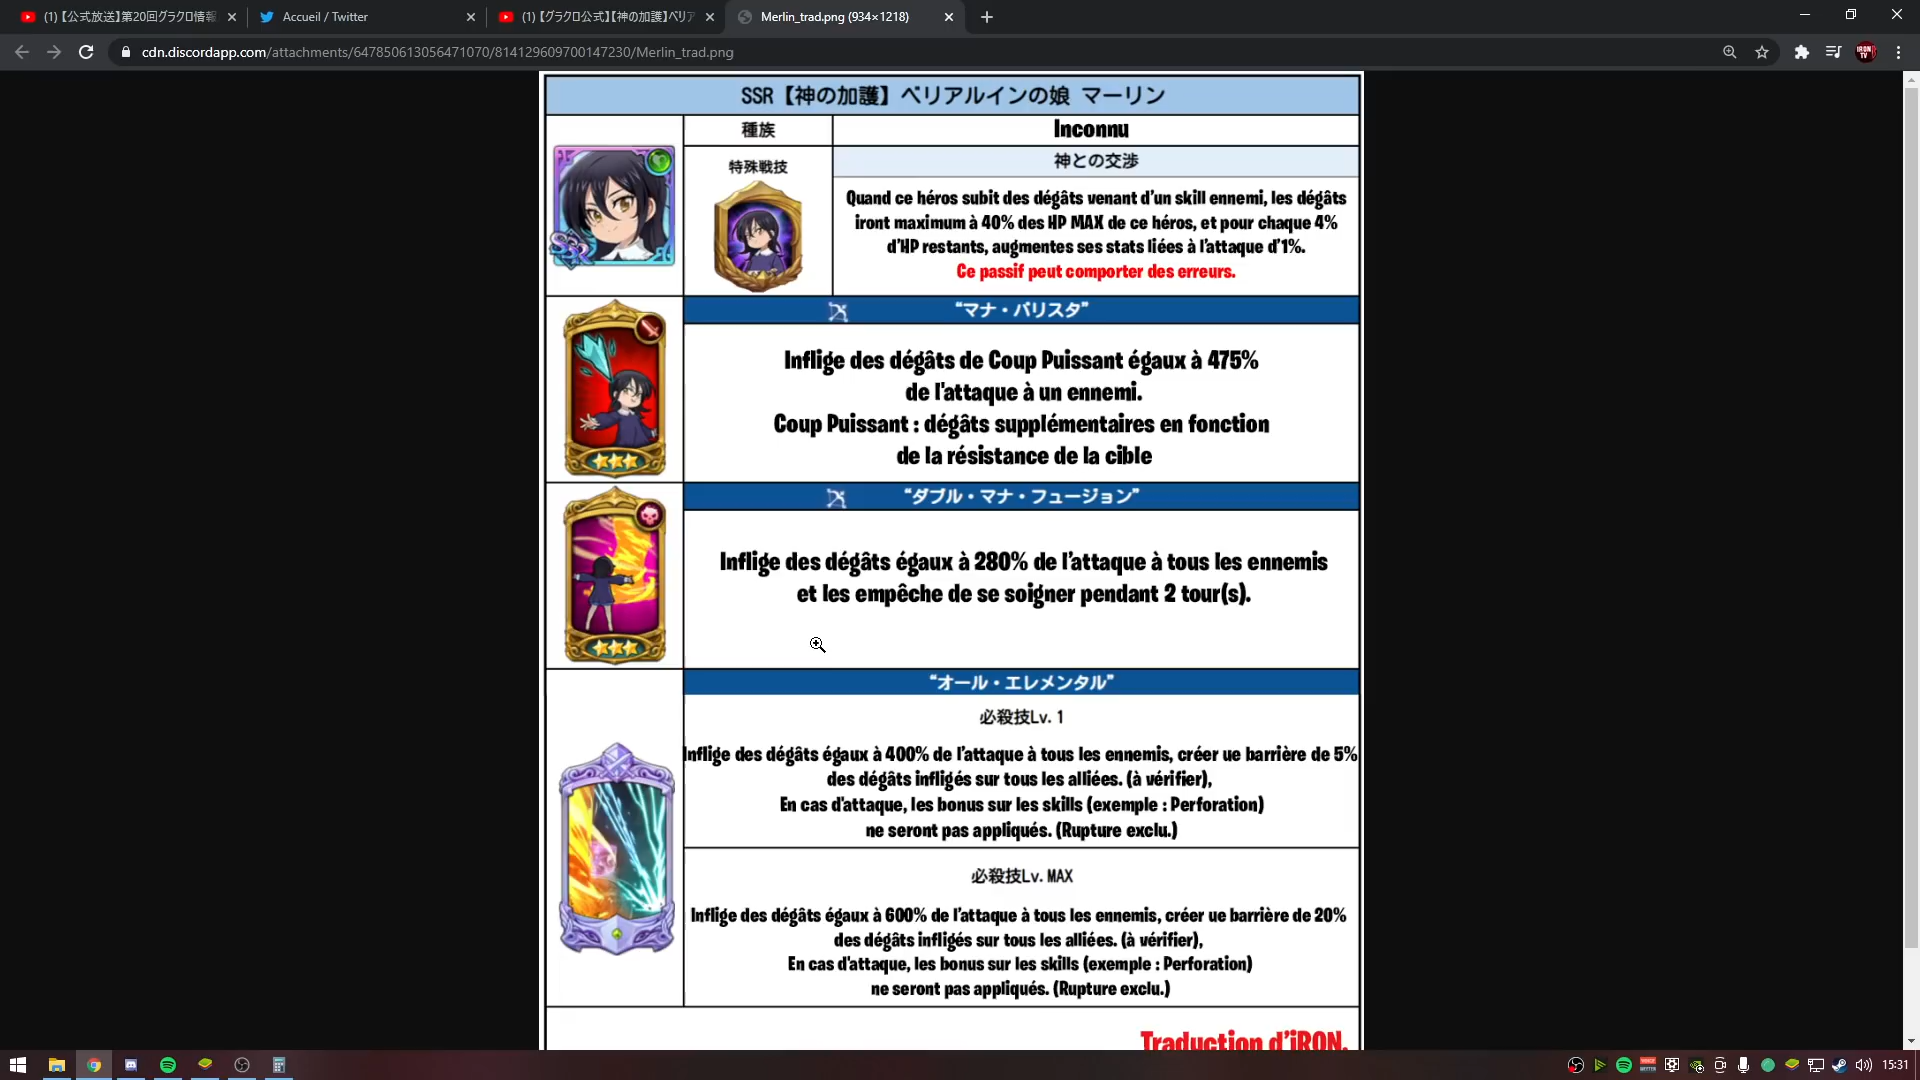 (1) 【公式放送】第20回グラクロ情報
Accueil / Twitter
(1) 【グラクロ公式】【神の加護】ベリア
Merlin_trad.png (934×1218)
cdn.discordapp.com/attachments/647850613056471070/814129609700147230/Merlin_trad.png
SSR【神の加護】ベリアルインの娘 マーリン
種族
Inconnu
特殊戦技
神との交渉
Quand ce héros subit des dégâts venant d'un skill ennemi, les dégâts
iront maximum à 40% des HP MAX de ce héros, et pour chaque 4%
d'HP restants, augmentes ses stats liées à l'attaque d'1%.
Ce passif peut comporter des erreurs.
SSR
“マナ・バリスタ”
Inflige des dégâts de Coup Puissant égaux à 475%
de l'attaque à un ennemi.
Coup Puissant : dégâts supplémentaires en fonction
de la résistance de la cible
“ダブル・マナ・フュージョン”
Inflige des dégâts égaux à 280% de l'attaque à tous les ennemis
et les empêche de se soigner pendant 2 tour(s).
“オール・エレメンタル”
必殺技Lv. 1
Inflige des dégâts égaux à 400% de l'attaque à tous les ennemis, créer ue barrière de 5%
des dégâts infligés sur tous les alliées. (à vérifier),
En cas d'attaque, les bonus sur les skills (exemple : Perforation)
ne seront pas appliqués. (Rupture exclu.)
必殺技Lv. MAX
Inflige des dégâts égaux à 600% de l'attaque à tous les ennemis, créer ue barrière de 20%
des dégâts infligés sur tous les alliées. (à vérifier),
En cas d'attaque, les bonus sur les skills (exemple : Perforation)
ne seront pas appliqués. (Rupture exclu.)
Traduction d'iRON.
15:31